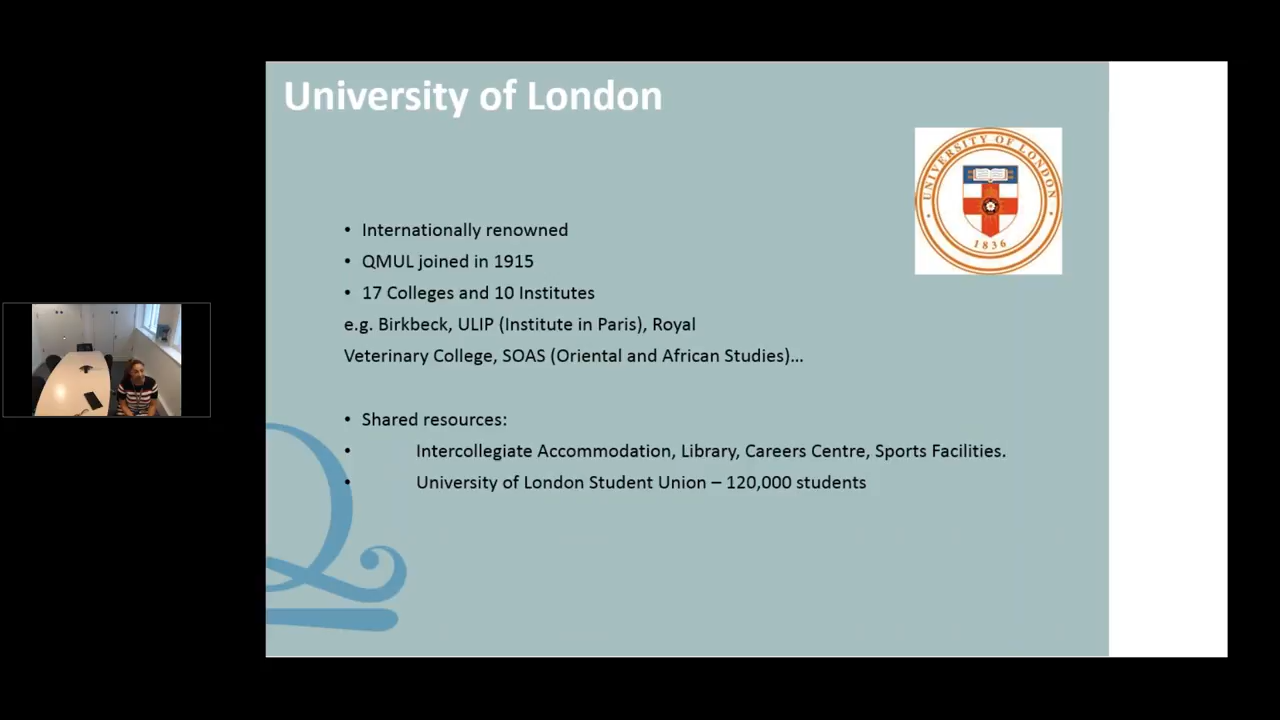 University of London
UNIVERSITY OF LONDON
1836
• Internationally renowned
• QMUL joined in 1915
• 17 Colleges and 10 Institutes
e.g. Birkbeck, ULIP (Institute in Paris), Royal
Veterinary College, SOAS (Oriental and African Studies)…
• Shared resources:
• Intercollegiate Accommodation, Library, Careers Centre, Sports Facilities.
• University of London Student Union – 120,000 students